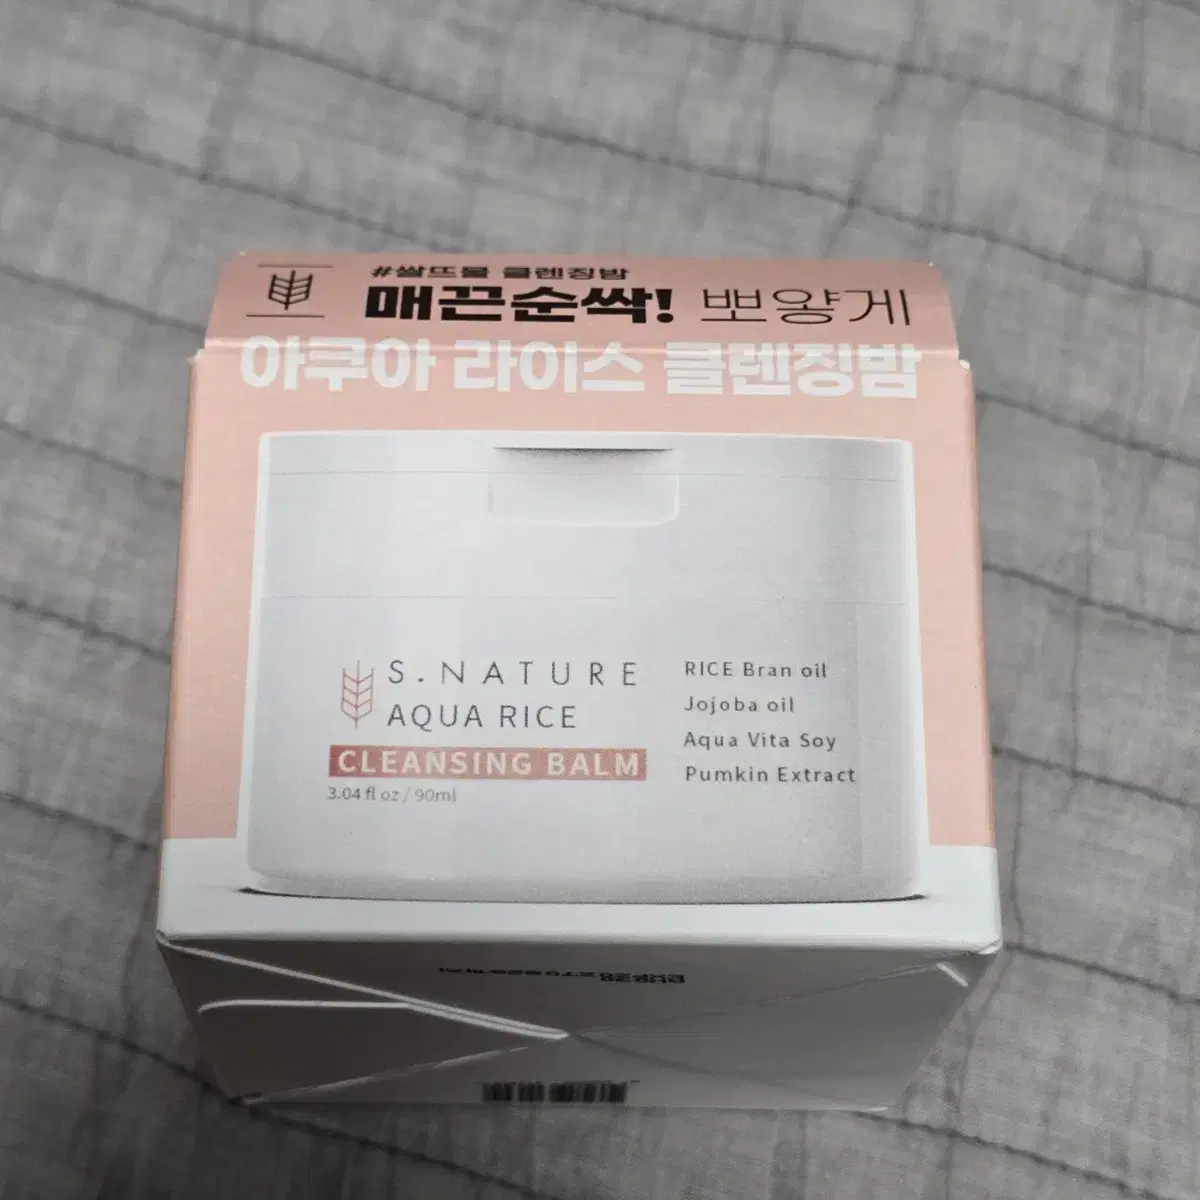 #쌀뜨물 클렌징밤
매끈순싹! 뽀얗게
아쿠아 라이스 클렌징밤
S.NATURE
AQUA RICE
CLEANSING BALM
3.04 fl oz / 90ml
RICE Bran oil
Jojoba oil
Aqua Vita Soy
Pumkin Extract